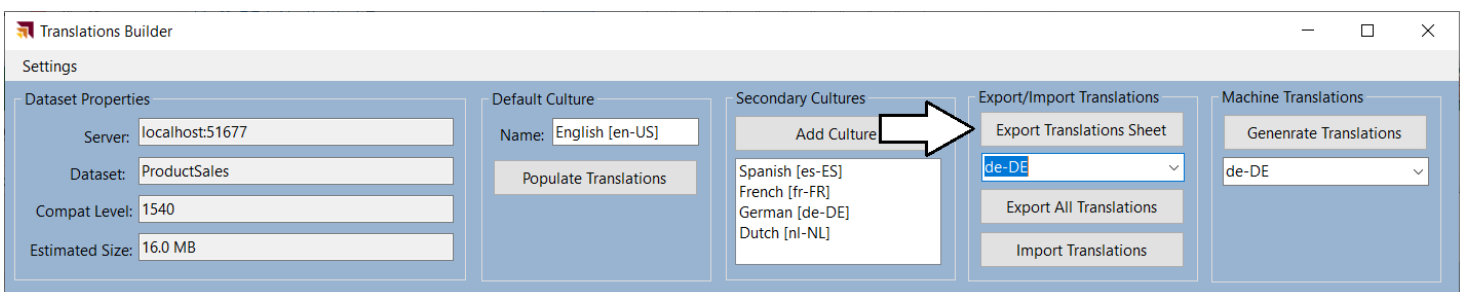 Translations Builder
Settings
Dataset Properties
Server: localhost:51677
Dataset: ProductSales
Compat Level: 1540
Estimated Size: 16.0 MB
Default Culture
Name: English [en-US]
Populate Translations
Secondary Cultures
Add Culture
Spanish [es-ES]
French [fr-FR]
German [de-DE]
Dutch [nl-NL]
Export/Import Translations
Export Translations Sheet
de-DE
Export All Translations
Import Translations
Machine Translations
Genenrate Translations
de-DE